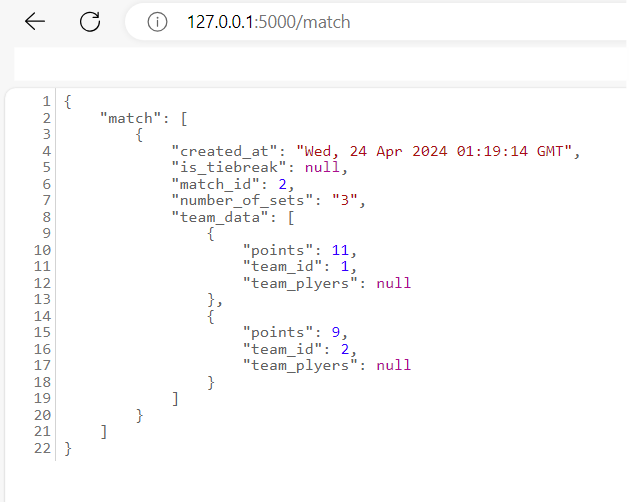 127.0.0.1:5000/match
1 {
2 "match": [
3 {
4 "created_at": "Wed, 24 Apr 2024 01:19:14 GMT",
5 "is_tiebreak": null,
6 "match_id": 2,
7 "number_of_sets": "3",
8 "team_data": [
9 {
10 "points": 11,
11 "team_id": 1,
12 "team_plyers": null
13 },
14 {
15 "points": 9,
16 "team_id": 2,
17 "team_plyers": null
18 }
19 ]
20 }
21 ]
22 }